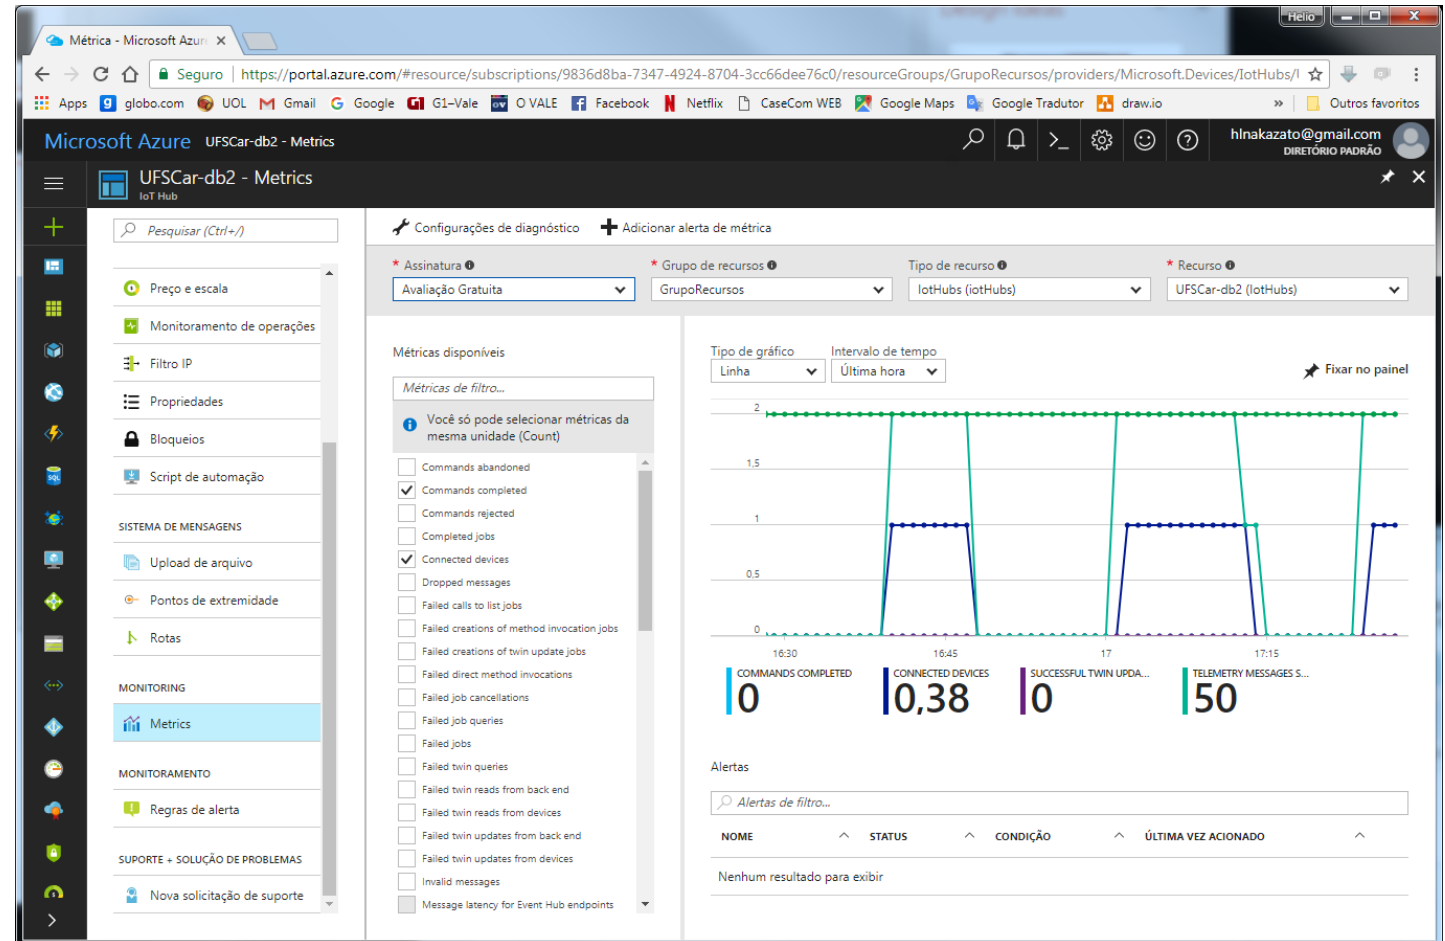 Helio
Métrica - Microsoft Azur
Seguro | https://portal.azure.com/#resource/subscriptions/9836d8ba-7347-4924-8704-3cc66dee76c0/resourceGroups/GrupoRecursos/providers/Microsoft.Devices/IotHubs/
Apps globo.com UOL Gmail Google G1-Vale O VALE Facebook Netflix CaseCom WEB Google Maps Google Tradutor draw.io » Outros favoritos
Microsoft Azure UFSCar-db2 - Metrics
hlnakazato@gmail.com
DIRETÓRIO PADRÃO
UFSCar-db2 - Metrics
IoT Hub
Pesquisar (Ctrl+/)
Preço e escala
Monitoramento de operações
Filtro IP
Propriedades
Bloqueios
Script de automação
SISTEMA DE MENSAGENS
Upload de arquivo
Pontos de extremidade
Rotas
MONITORING
Metrics
MONITORAMENTO
Regras de alerta
SUPORTE + SOLUÇÃO DE PROBLEMAS
Nova solicitação de suporte
Configurações de diagnóstico Adicionar alerta de métrica
* Assinatura * Grupo de recursos Tipo de recurso * Recurso
Avaliação Gratuita GrupoRecursos IotHubs (iotHubs) UFSCar-db2 (IotHubs)
Métricas disponíveis
Métricas de filtro...
Você só pode selecionar métricas da
mesma unidade (Count)
Commands abandoned
Commands completed
Commands rejected
Completed jobs
Connected devices
Dropped messages
Failed calls to list jobs
Failed creations of method invocation jobs
Failed creations of twin update jobs
Failed direct method invocations
Failed job cancellations
Failed job queries
Failed jobs
Failed twin queries
Failed twin reads from back end
Failed twin reads from devices
Failed twin updates from back end
Failed twin updates from devices
Invalid messages
Message latency for Event Hub endpoints
Tipo de gráfico Intervalo de tempo
Linha Última hora
Fixar no painel
2
1,5
1
0,5
0
16:30 16:45 17 17:15
COMMANDS COMPLETED CONNECTED DEVICES SUCCESSFUL TWIN UPDA... TELEMETRY MESSAGES S...
0 0,38 0 50
Alertas
Alertas de filtro...
NOME STATUS CONDIÇÃO ÚLTIMA VEZ ACIONADO
Nenhum resultado para exibir